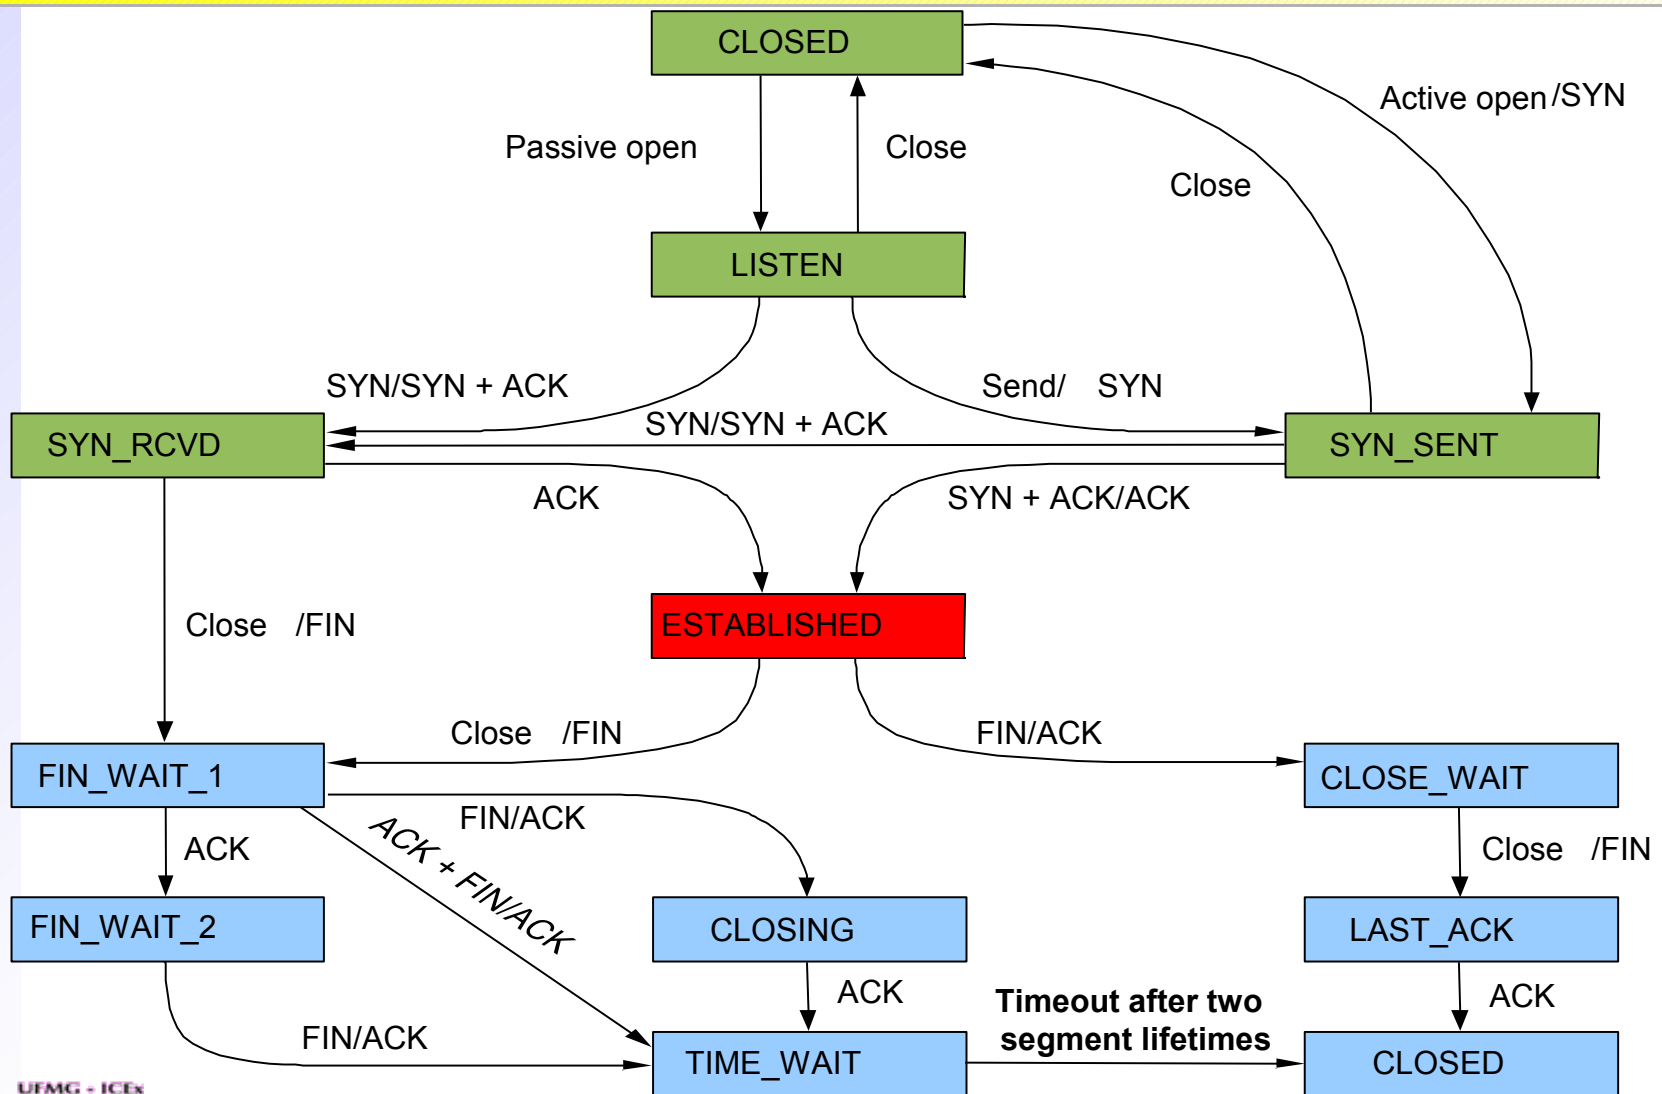 CLOSED
Active open /SYN
Passive open
Close
Close
LISTEN
SYN/SYN + ACK
Send/ SYN
SYN/SYN + ACK
SYN_RCVD
SYN_SENT
ACK
SYN + ACK/ACK
Close /FIN
ESTABLISHED
Close /FIN
FIN/ACK
FIN_WAIT_1
CLOSE_WAIT
FIN/ACK
ACK
ACK + FIN/ACK
Close /FIN
FIN_WAIT_2
CLOSING
LAST_ACK
ACK
ACK
Timeout after two
segment lifetimes
FIN/ACK
TIME_WAIT
CLOSED
UFMG - ICEx